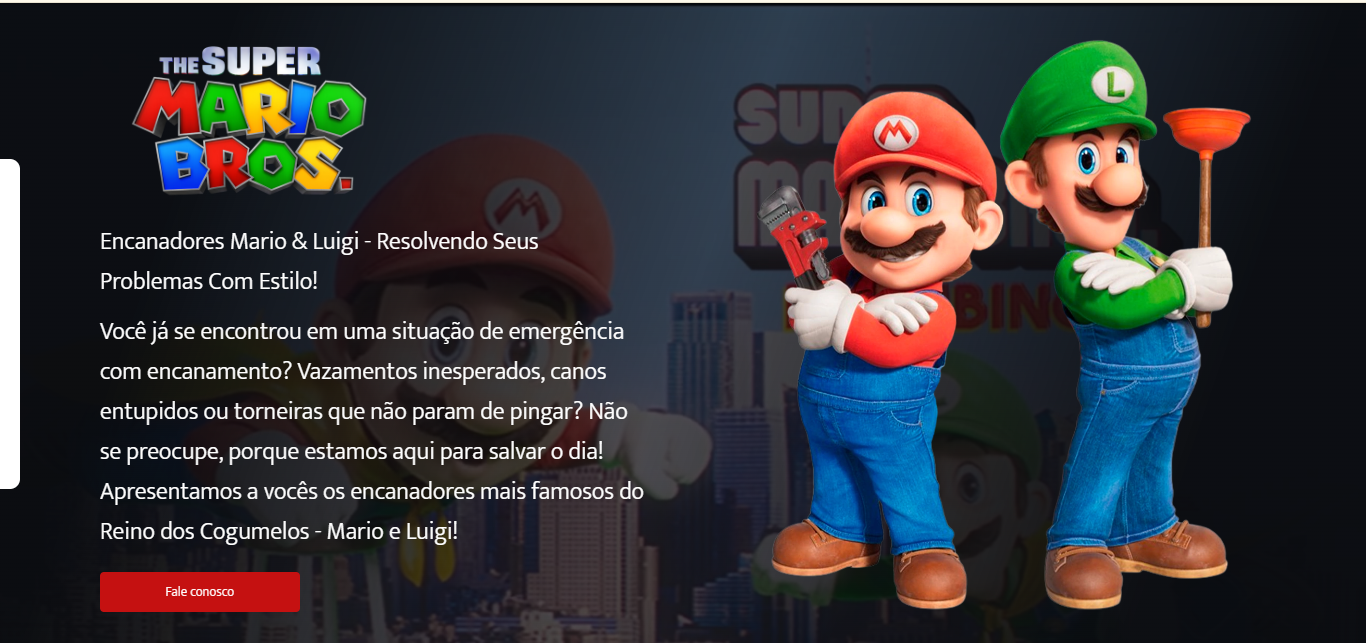 THE SUPER
MARIO
BROS.
Encanadores Mario & Luigi - Resolvendo Seus
Problemas Com Estilo!
Você já se encontrou em uma situação de emergência
com encanamento? Vazamentos inesperados, canos
entupidos ou torneiras que não param de pingar? Não
se preocupe, porque estamos aqui para salvar o dia!
Apresentamos a vocês os encanadores mais famosos do
Reino dos Cogumelos - Mario e Luigi!
Fale conosco
M
M
L